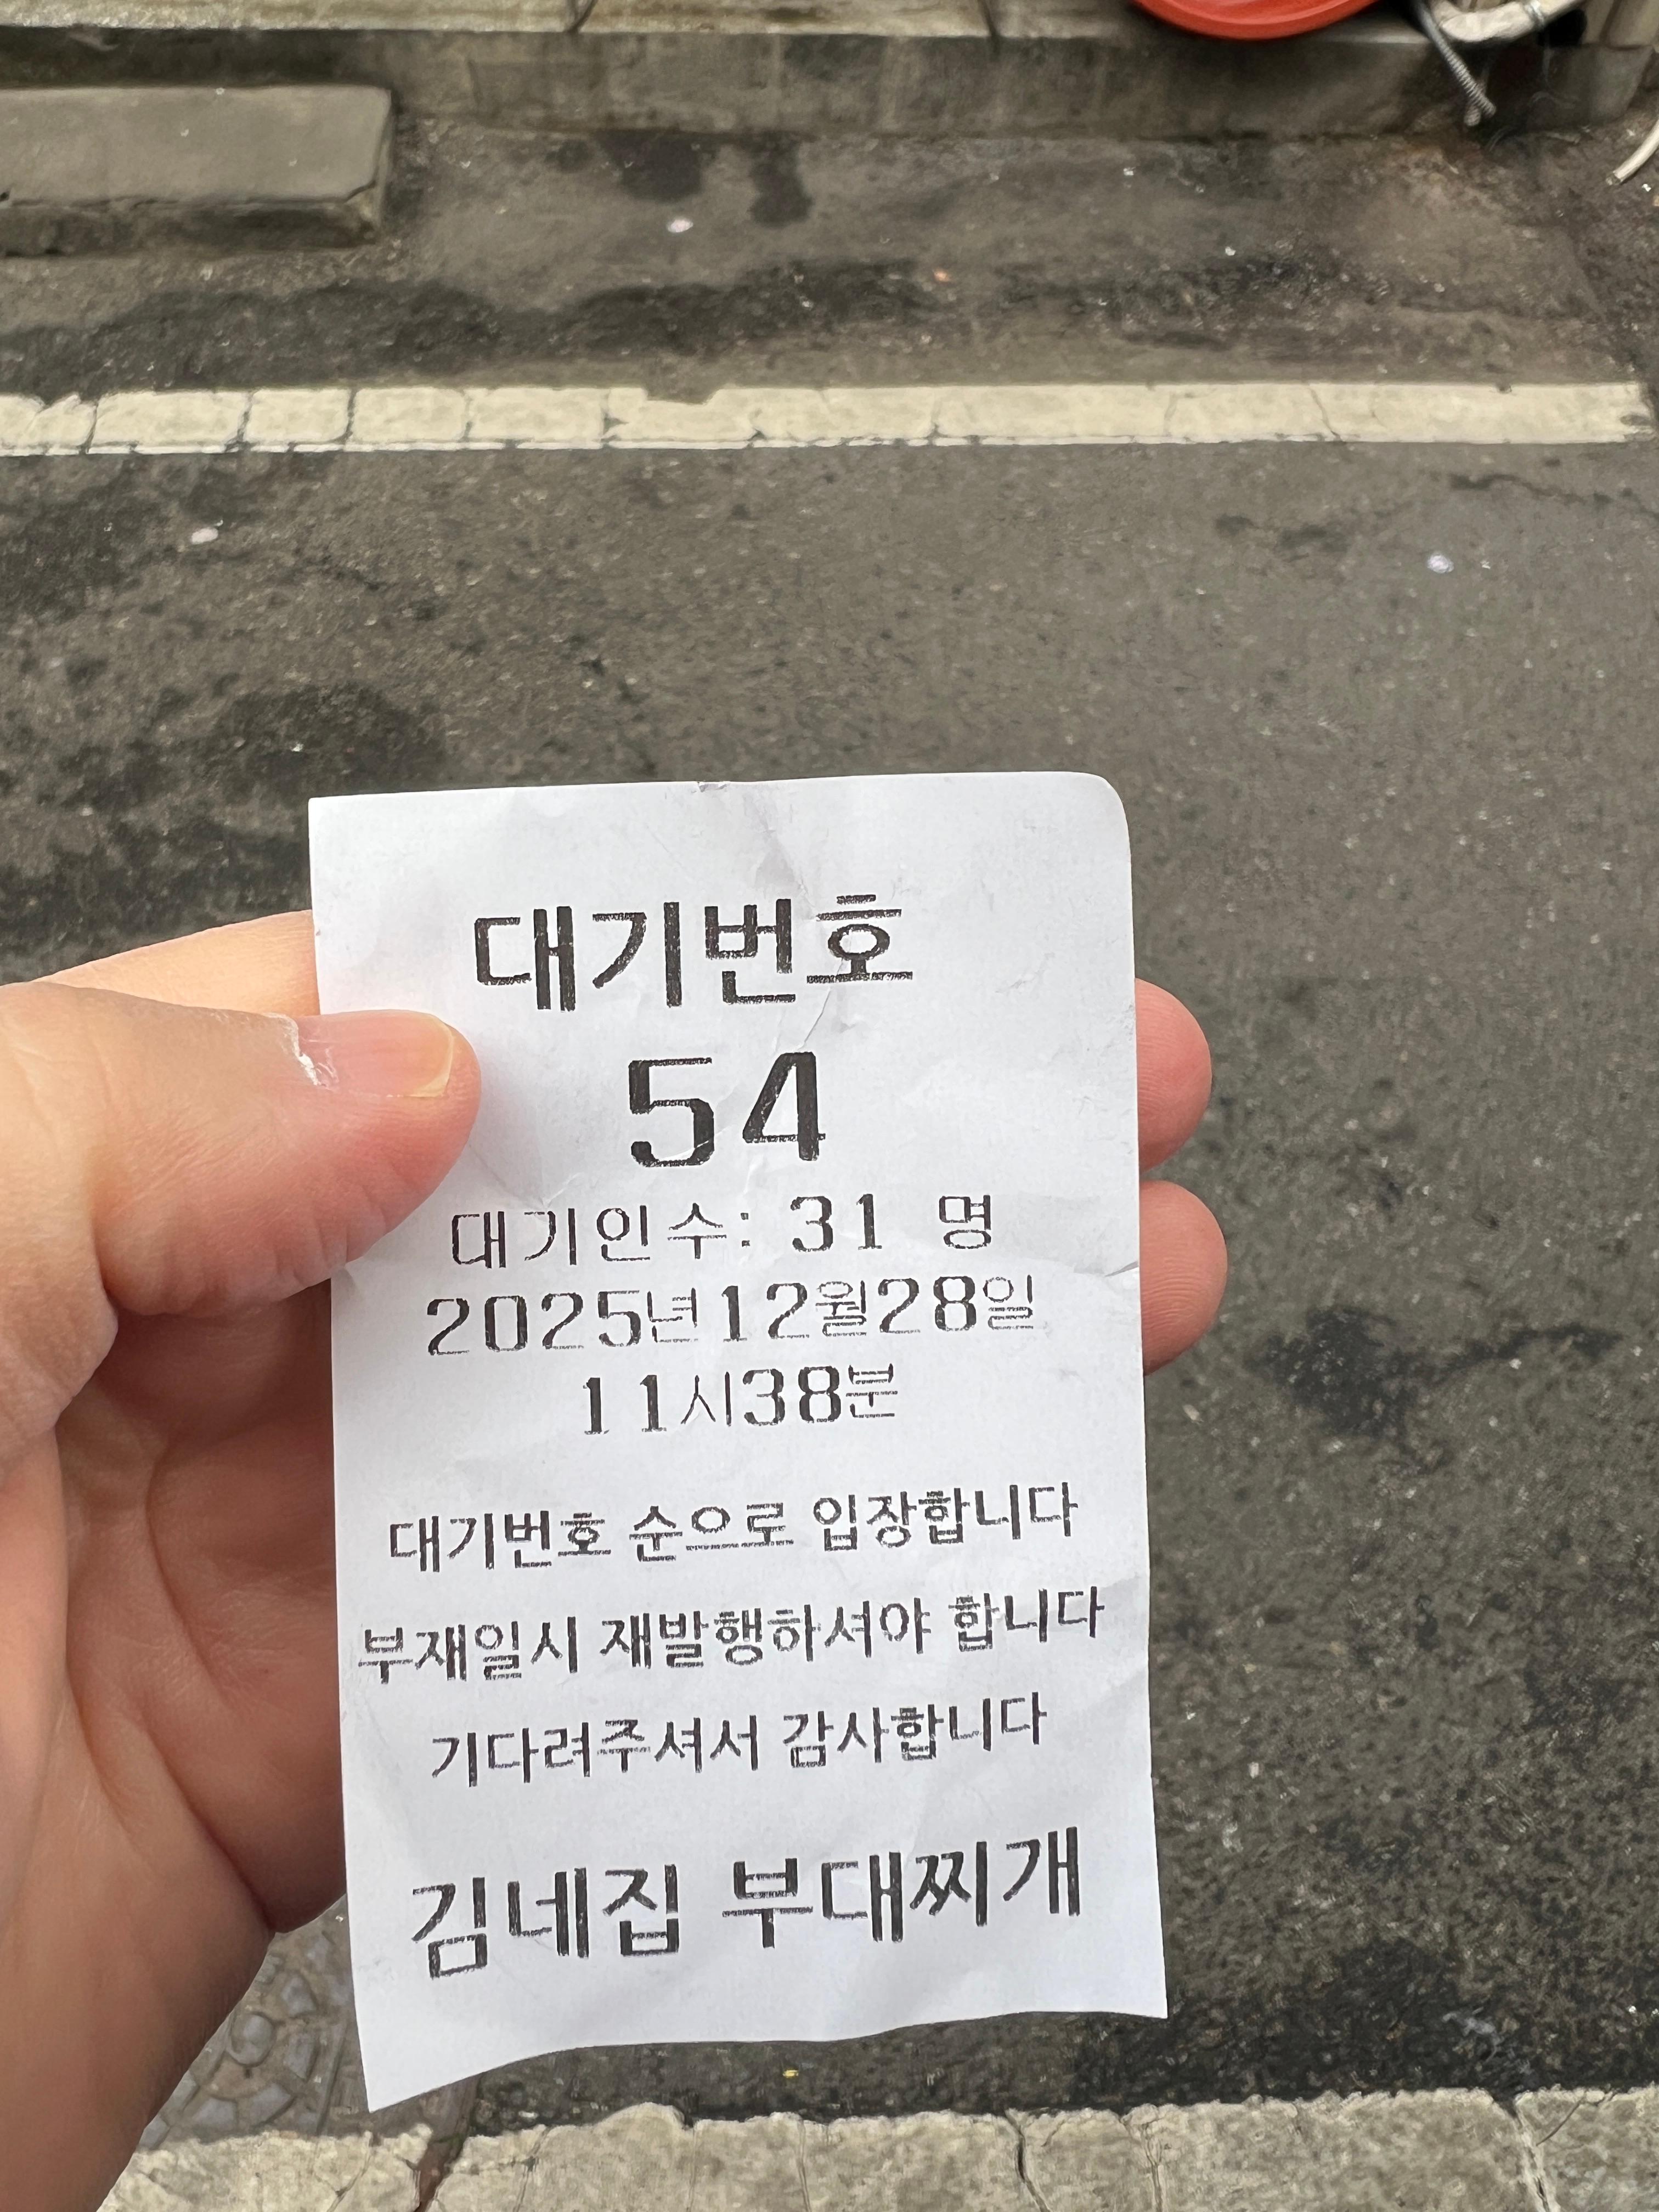 대기번호
54
대기인수: 31 명
2025년12월28일
11시38분
대기번호 순으로 입장합니다
부재일시 재발행하셔야 합니다
기다려주셔서 감사합니다
김네집 부대찌개